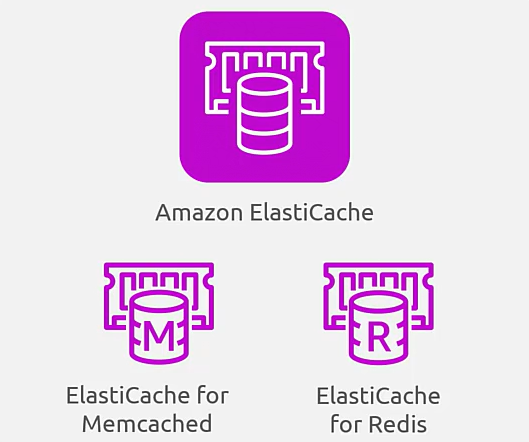 Amazon ElastiCache
M
R
ElastiCache for
Memcached
ElastiCache
for Redis